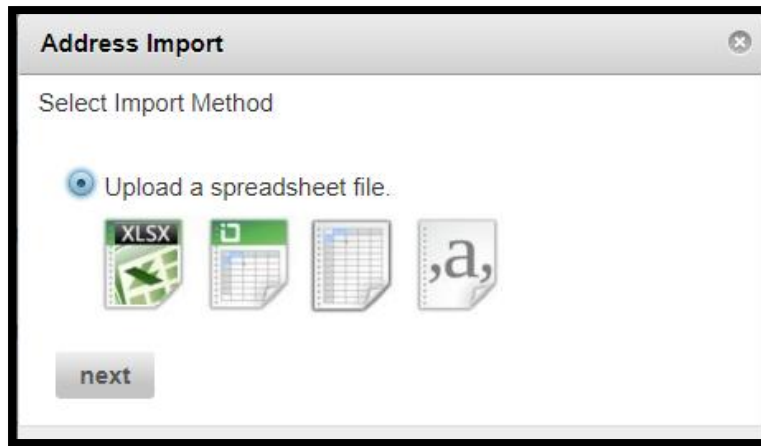 Address Import
Select Import Method
Upload a spreadsheet file.
XLSX
,a,
next